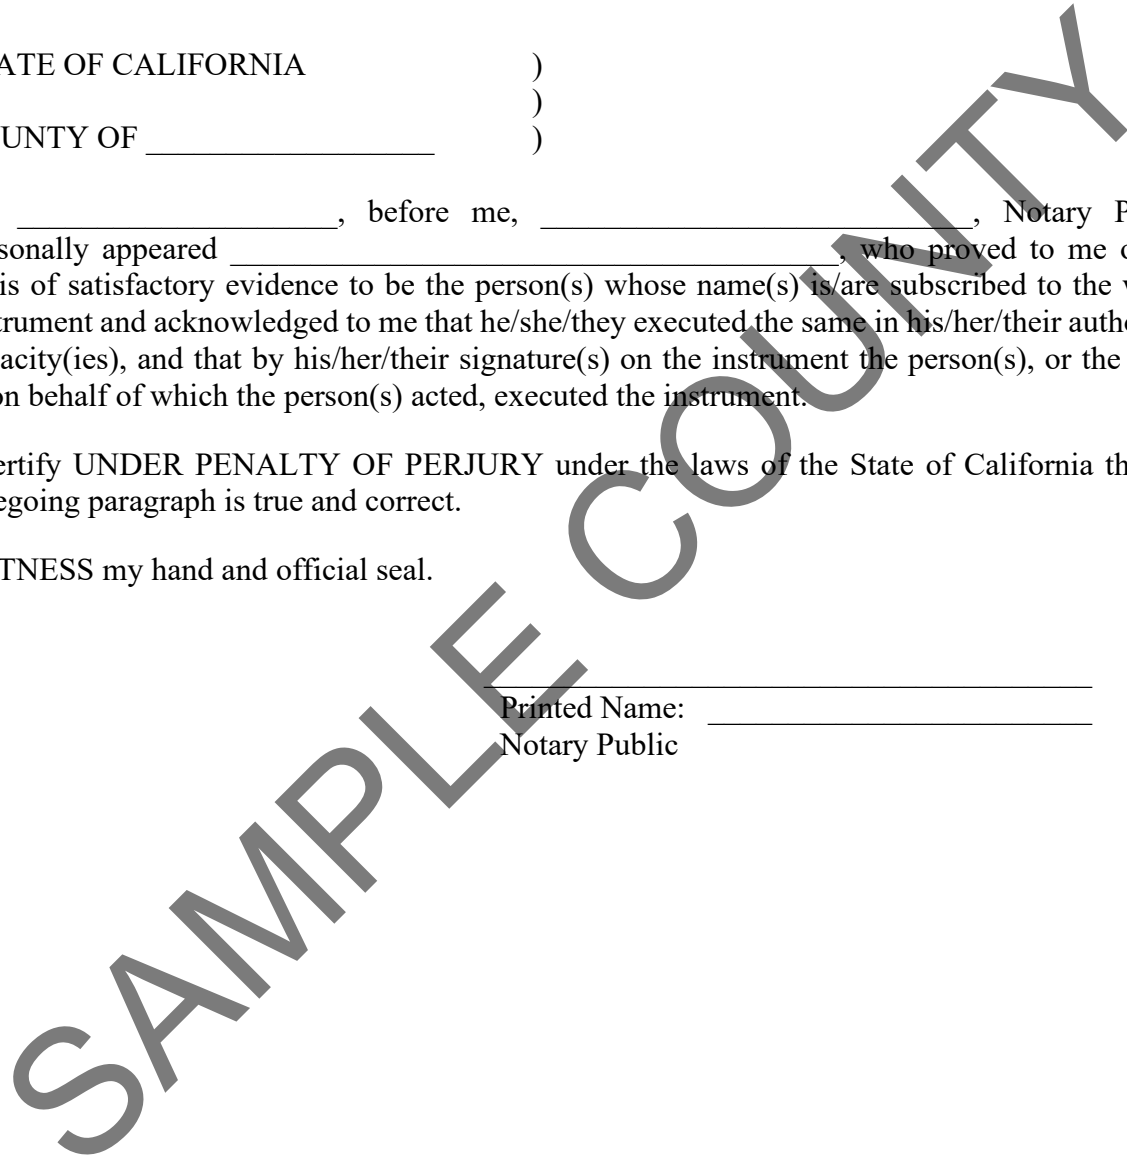 ATE OF CALIFORNIA )
)
UNTY OF __________________ )
____________________, before me, ___________________________, Notary P
sonally appeared ______________________________________, who proved to me o
is of satisfactory evidence to be the person(s) whose name(s) is/are subscribed to the w
trument and acknowledged to me that he/she/they executed the same in his/her/their autho
acity(ies), and that by his/her/their signature(s) on the instrument the person(s), or the
on behalf of which the person(s) acted, executed the instrument.
ertify UNDER PENALTY OF PERJURY under the laws of the State of California th
egoing paragraph is true and correct.
TNESS my hand and official seal.
______________________________________
Printed Name: ________________________
Notary Public
SAMPLE COUNTY